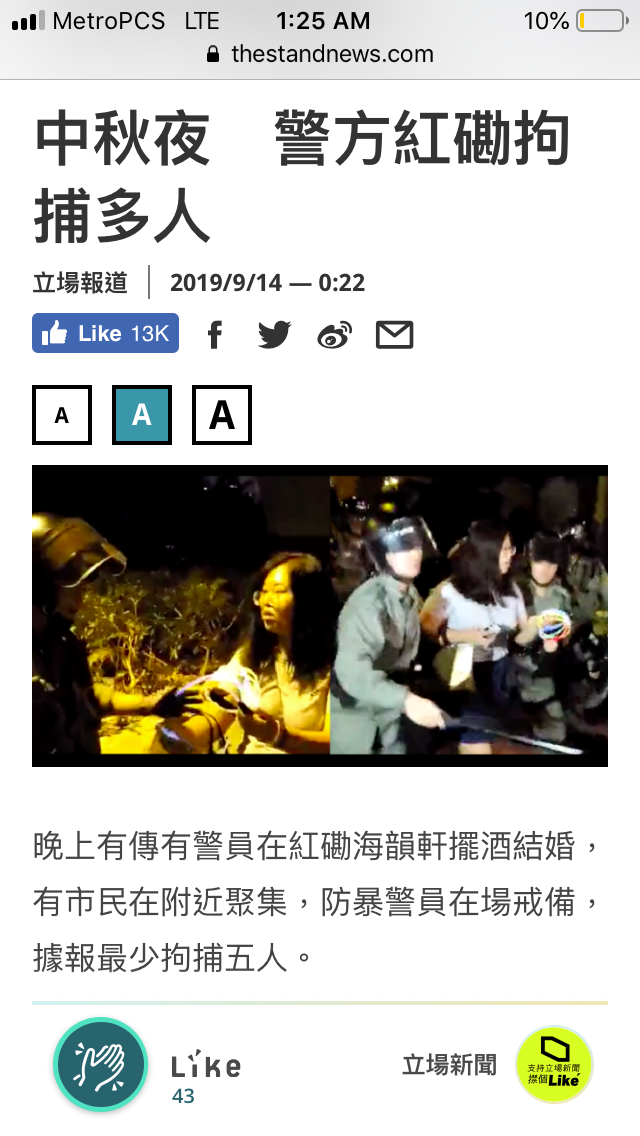 MetroPCS LTE 1:25 AM 10%
thestandnews.com
中秋夜　警方紅磡拘
捕多人
立場報道 | 2019/9/14 — 0:22
Like 13K
A A A
晚上有傳有警員在紅磡海韻軒擺酒結婚，
有市民在附近聚集，防暴警員在場戒備，
據報最少拘捕五人。
Like
43
立場新聞
支持立場新聞
㩒個Like